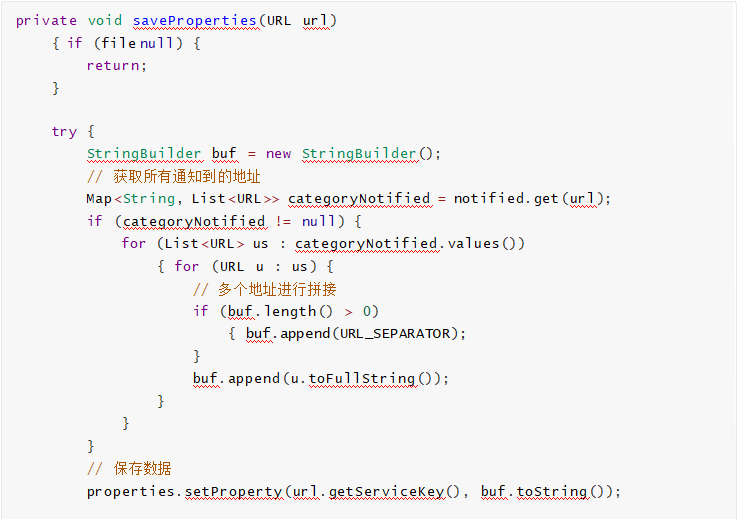 private void saveProperties(URL url)
{ if (file null) {
return;
}
try {
StringBuilder buf = new StringBuilder();
// 获取所有通知到的地址
Map<String, List<URL>> categoryNotified = notified.get(url);
if (categoryNotified != null) {
for (List<URL> us : categoryNotified.values())
{ for (URL u : us) {
// 多个地址进行拼接
if (buf.length() > 0)
{ buf.append(URL_SEPARATOR);
}
buf.append(u.toFullString());
}
}
}
// 保存数据
properties.setProperty(url.getServiceKey(), buf.toString());